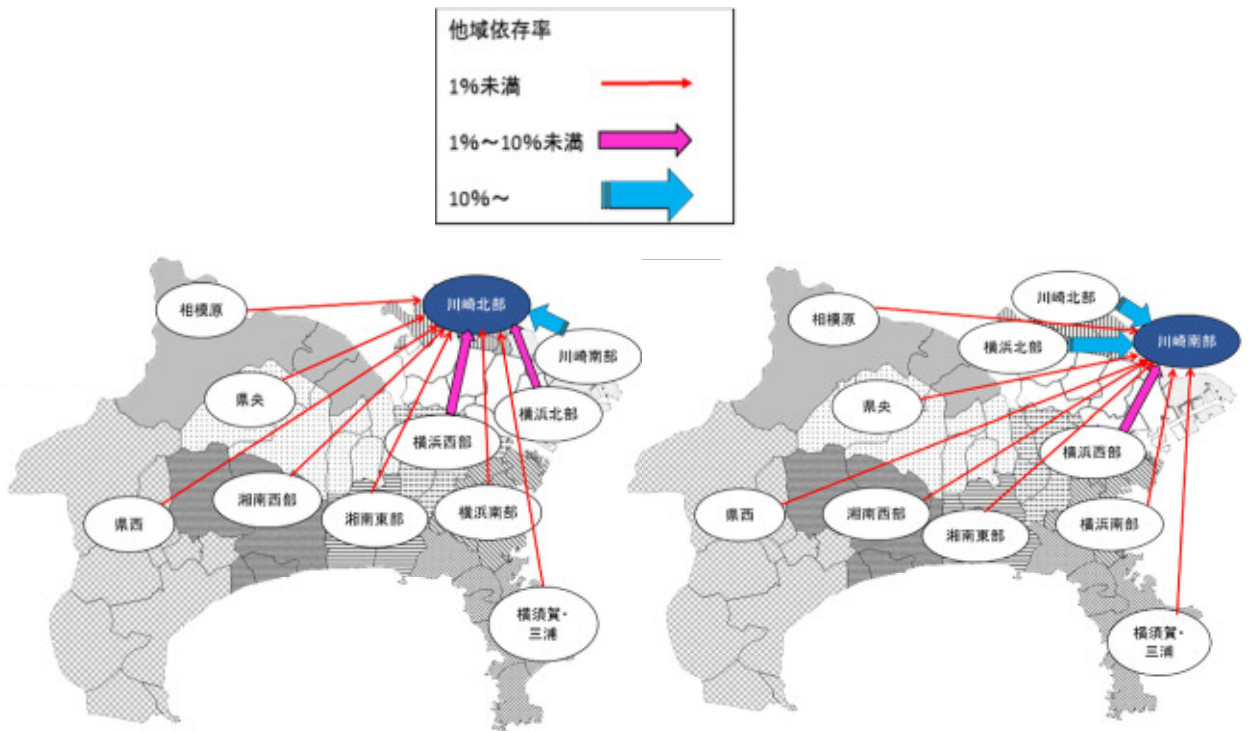 他域依存率
1%未満
1%～10%未満
10%～
川崎北部
相模原
川崎南部
県央
横浜北部
横浜西部
湘南西部
県西
湘南東部
横浜南部
横須賀・
三浦
川崎北部
相模原
川崎南部
横浜北部
県央
横浜西部
県西
湘南西部
横浜南部
湘南東部
横須賀・
三浦